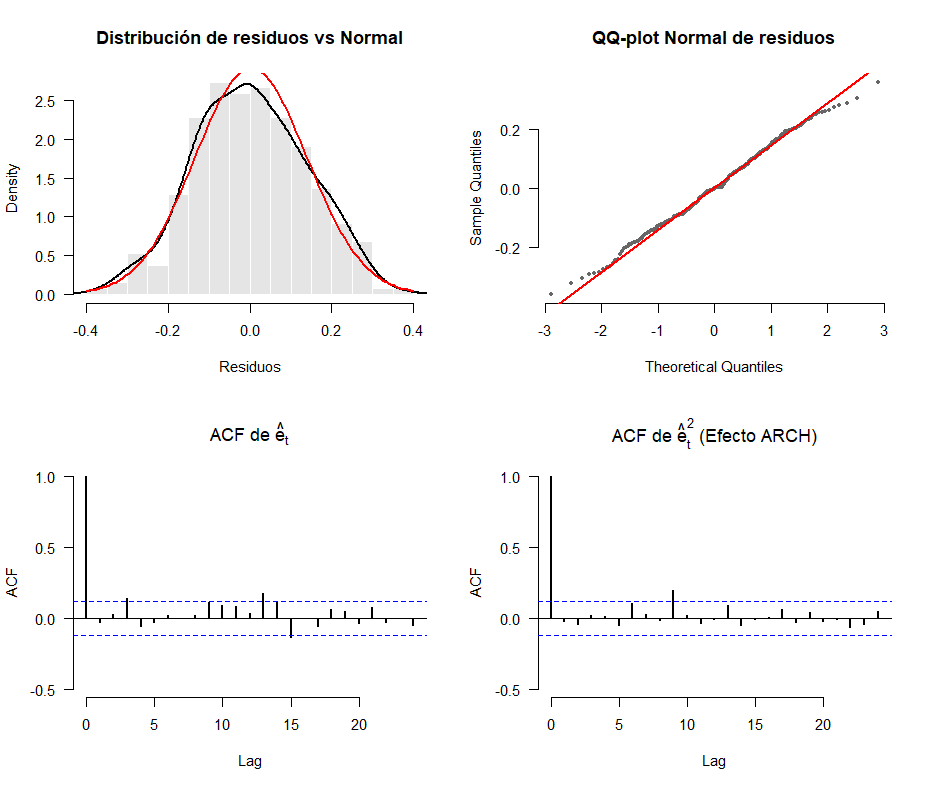 Distribución de residuos vs Normal
Density
0.0 0.5 1.0 1.5 2.0 2.5
-0.4 -0.2 0.0 0.2 0.4
Residuos
QQ-plot Normal de residuos
Sample Quantiles
-0.2 0.0 0.2
-3 -2 -1 0 1 2 3
Theoretical Quantiles
ACF de ê_t
ACF
-0.5 0.0 0.5 1.0
0 5 10 15 20
Lag
ACF de ê_t^2 (Efecto ARCH)
ACF
-0.5 0.0 0.5 1.0
0 5 10 15 20
Lag